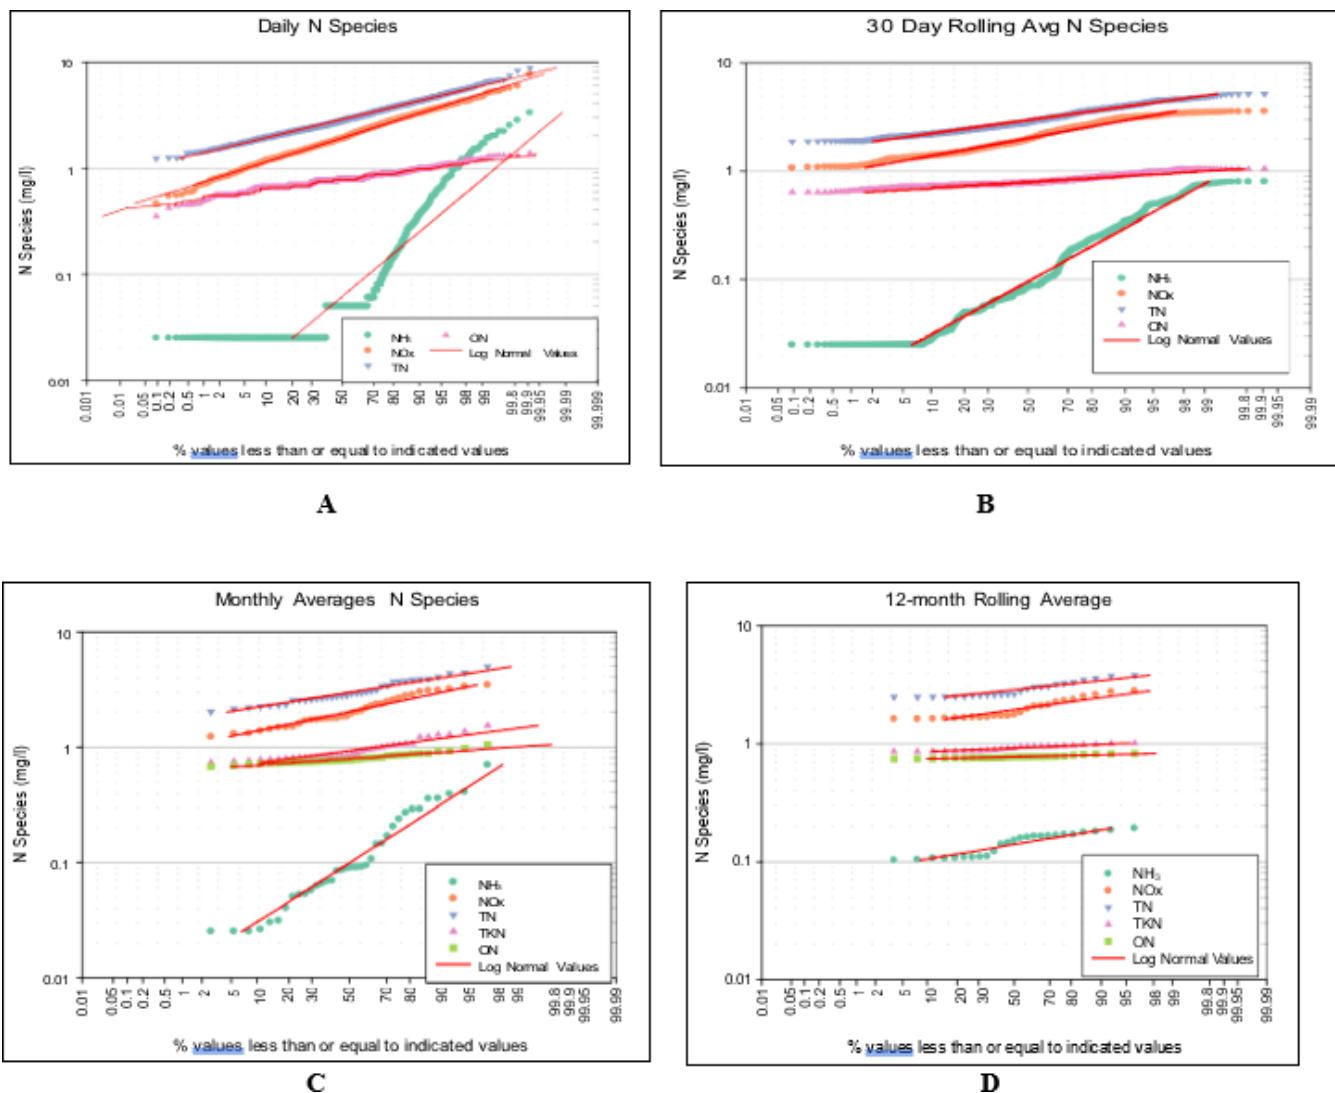 Daily N Species
N Species (mg/l)
10
1
0.1
0.01
NH₃
NOx
TN
ON
Log Normal Values
0.001 0.01 0.05 0.1 0.2 0.5 1 2 5 10 20 30 50 70 80 90 95 98 99 99.8 99.9 99.95 99.99 99.999
% values less than or equal to indicated values
A
30 Day Rolling Avg N Species
N Species (mg/l)
10
1
0.1
0.01
NH₃
NOx
TN
ON
Log Normal Values
0.01 0.05 0.1 0.2 0.5 1 2 5 10 20 30 50 70 80 90 95 98 99 99.8 99.9 99.95 99.99
% values less than or equal to indicated values
B
Monthly Averages N Species
N Species (mg/l)
10
1
0.1
0.01
NH₃
NOx
TN
TKN
ON
Log Normal Values
0.01 0.05 0.1 0.2 0.5 1 2 5 10 20 30 50 70 80 90 95 98 99 99.8 99.9 99.95 99.99
% values less than or equal to indicated values
C
12-month Rolling Average
N Species (mg/l)
10
1
0.1
0.01
NH₃
NOx
TN
TKN
ON
Log Normal Values
0.01 0.05 0.1 0.2 0.5 1 2 5 10 20 30 50 70 80 90 95 98 99 99.8 99.9 99.95 99.99
% values less than or equal to indicated values
D